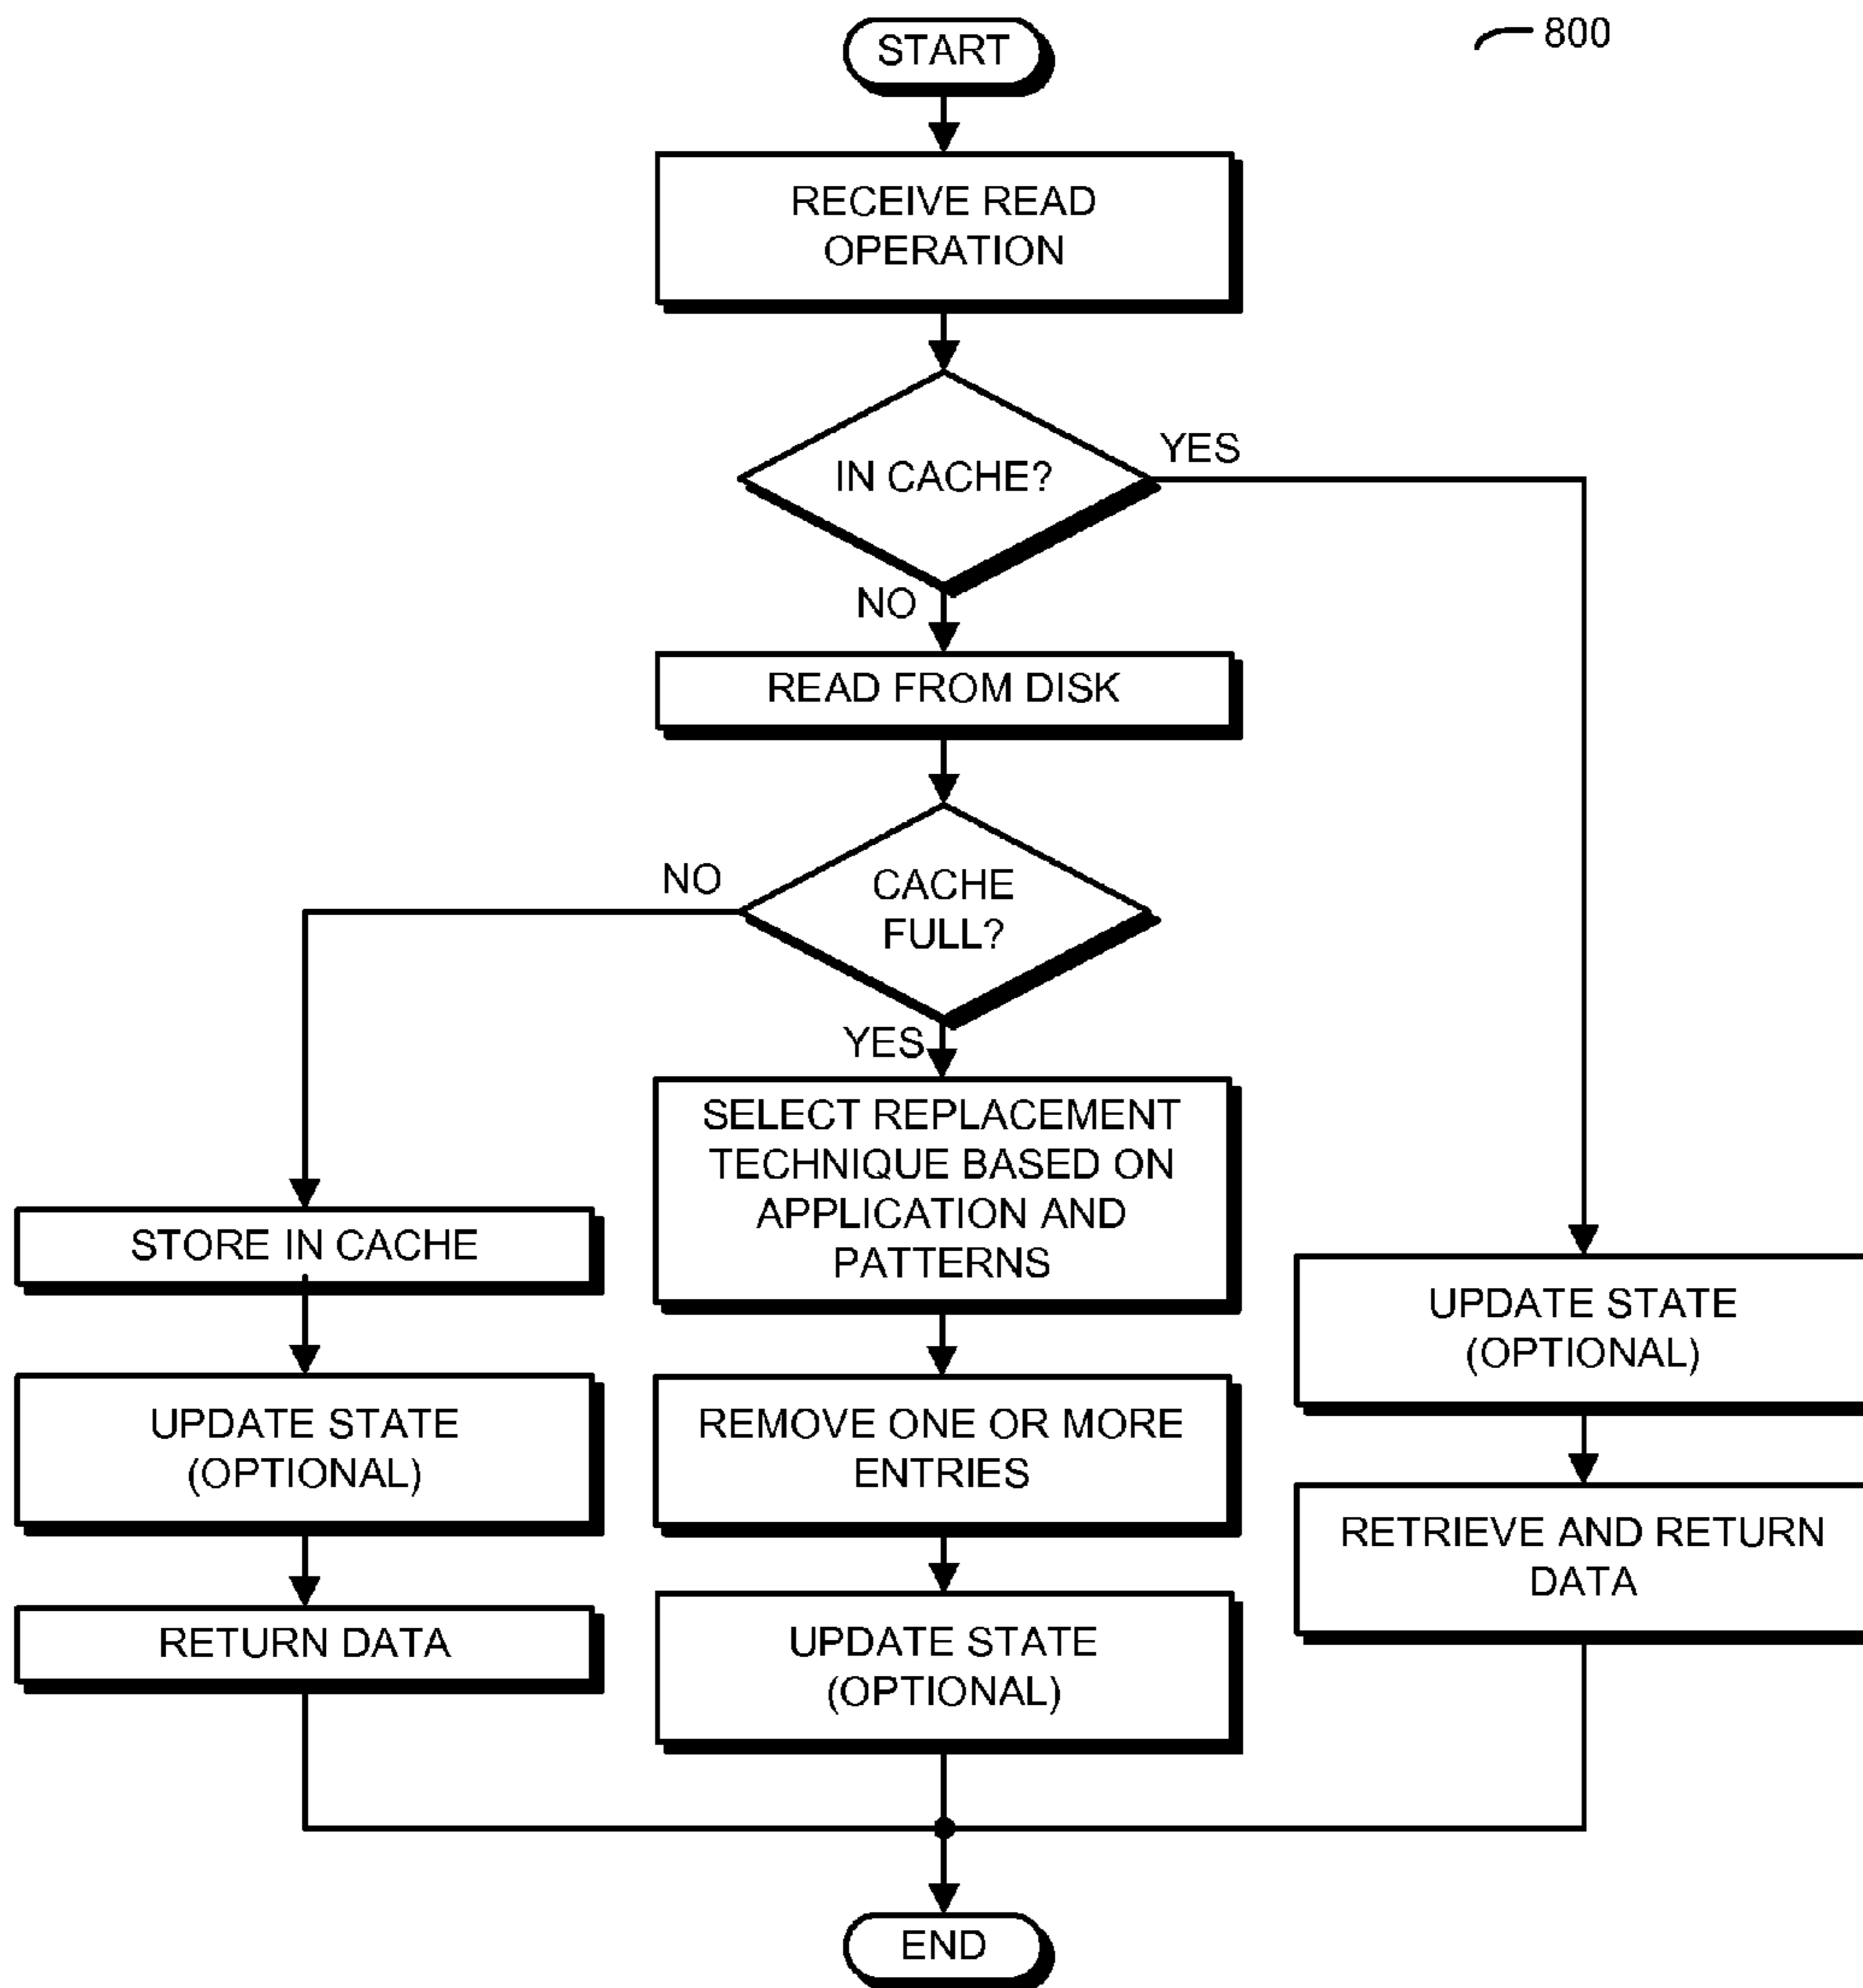 START
800
RECEIVE READ
OPERATION
IN CACHE?
YES
NO
READ FROM DISK
NO
CACHE
FULL?
YES
SELECT REPLACEMENT
TECHNIQUE BASED ON
APPLICATION AND
PATTERNS
STORE IN CACHE
UPDATE STATE
(OPTIONAL)
UPDATE STATE
(OPTIONAL)
REMOVE ONE OR MORE
ENTRIES
RETRIEVE AND RETURN
DATA
RETURN DATA
UPDATE STATE
(OPTIONAL)
END